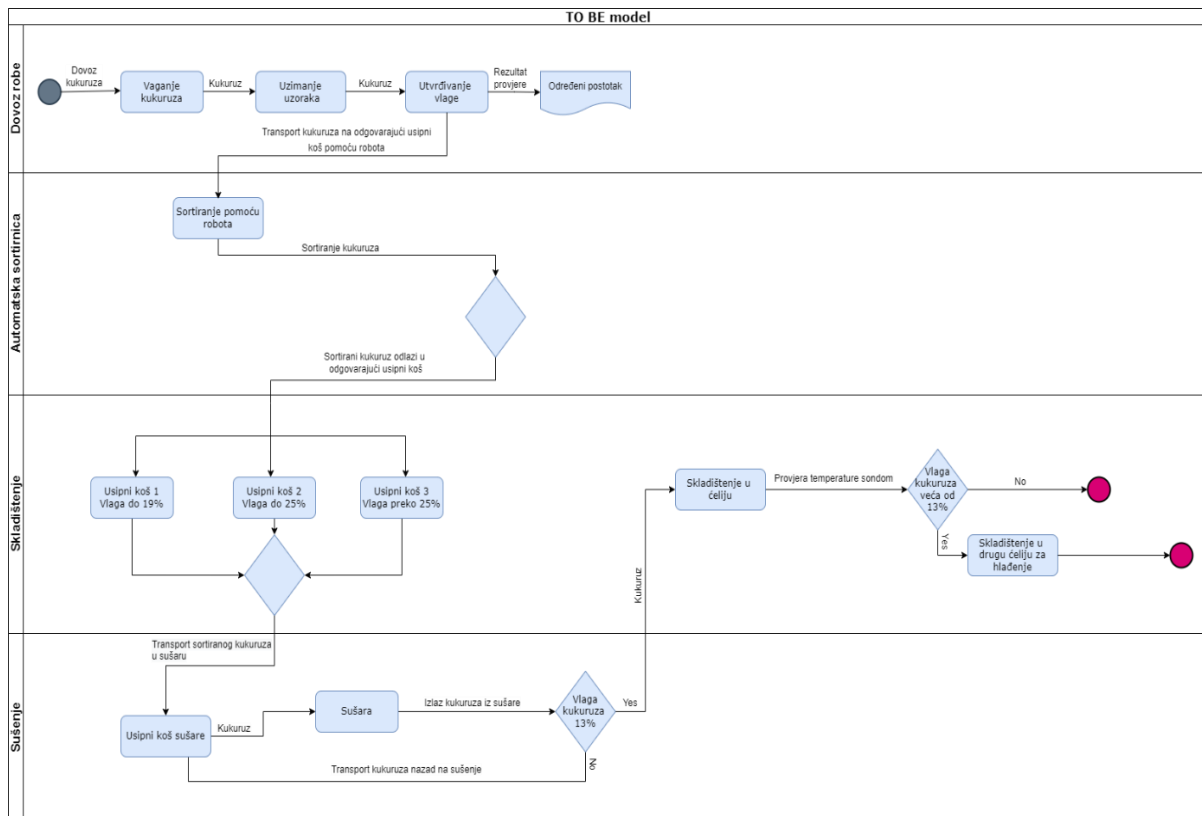 TO BE model
Dovoz robe
Dovoz
kukuruza
Vaganje
kukuruza
Kukuruz
Uzimanje
uzoraka
Kukuruz
Utvrđivanje
vlage
Rezultat
provjere
Određeni postotak
Transport kukuruza na odgovarajući usipni
koš pomoću robota
Automatska sortirnica
Sortiranje pomoću
robota
Sortiranje kukuruza
Sortirani kukuruz odlazi u
odgovarajući usipni koš
Skladištenje
Usipni koš 1
Vlaga do 19%
Usipni koš 2
Vlaga do 25%
Usipni koš 3
Vlaga preko 25%
Kukuruz
Skladištenje u
ćeliju
Provjera temperature sondom
Vlaga
kukuruza
veća od
13%
No
Yes
Skladištenje u
drugu ćeliju za
hlađenje
Sušenje
Transport sortiranog kukuruza
u sušaru
Usipni koš sušare
Kukuruz
Sušara
Izlaz kukuruza iz sušare
Vlaga
kukuruza
13%
Yes
No
Transport kukuruza nazad na sušenje